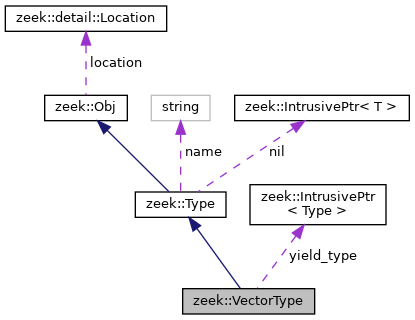 zeek::detail::Location
location
zeek::Obj
string
zeek::IntrusivePtr< T >
name
nil
zeek::Type
zeek::IntrusivePtr
< Type >
yield_type
zeek::VectorType